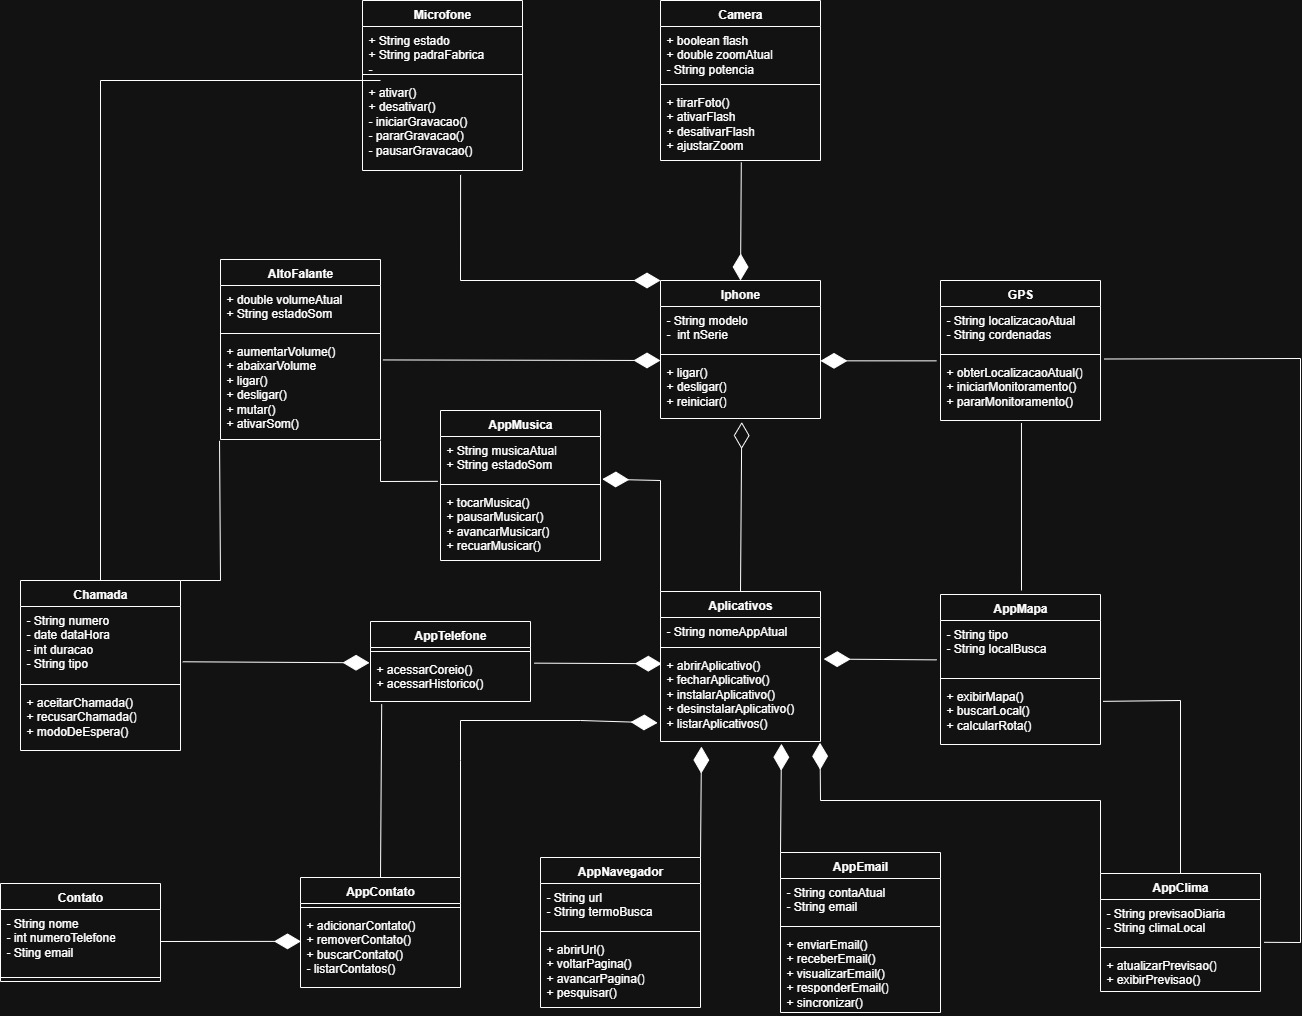 Microfone
+ String estado
+ String padraFabrica
-
+ ativar()
+ desativar()
- iniciarGravacao()
- pararGravacao()
- pausarGravacao()
Camera
+ boolean flash
+ double zoomAtual
- String potencia
+ tirarFoto()
+ ativarFlash
+ desativarFlash
+ ajustarZoom
AltoFalante
+ double volumeAtual
+ String estadoSom
+ aumentarVolume()
+ abaixarVolume
+ ligar()
+ desligar()
+ mutar()
+ ativarSom()
Iphone
- String modelo
- int nSerie
+ ligar()
+ desligar()
+ reiniciar()
GPS
- String localizacaoAtual
- String cordenadas
+ obterLocalizacaoAtual()
+ iniciarMonitoramento()
+ pararMonitoramento()
AppMusica
+ String musicaAtual
+ String estadoSom
+ tocarMusica()
+ pausarMusicar()
+ avancarMusicar()
+ recuarMusicar()
Chamada
- String numero
- date dataHora
- int duracao
- String tipo
+ aceitarChamada()
+ recusarChamada()
+ modoDeEspera()
AppTelefone
+ acessarCoreio()
+ acessarHistorico()
Aplicativos
- String nomeAppAtual
+ abrirAplicativo()
+ fecharAplicativo()
+ instalarAplicativo()
+ desinstalarAplicativo()
+ listarAplicativos()
AppMapa
- String tipo
- String localBusca
+ exibirMapa()
+ buscarLocal()
+ calcularRota()
Contato
- String nome
- int numeroTelefone
- Sting email
AppContato
+ adicionarContato()
+ removerContato()
+ buscarContato()
- listarContatos()
AppNavegador
- String url
- String termoBusca
+ abrirUrl()
+ voltarPagina()
+ avancarPagina()
+ pesquisar()
AppEmail
- String contaAtual
- String email
+ enviarEmail()
+ receberEmail()
+ visualizarEmail()
+ responderEmail()
+ sincronizar()
AppClima
- String previsaoDiaria
- String climaLocal
+ atualizarPrevisao()
+ exibirPrevisao()